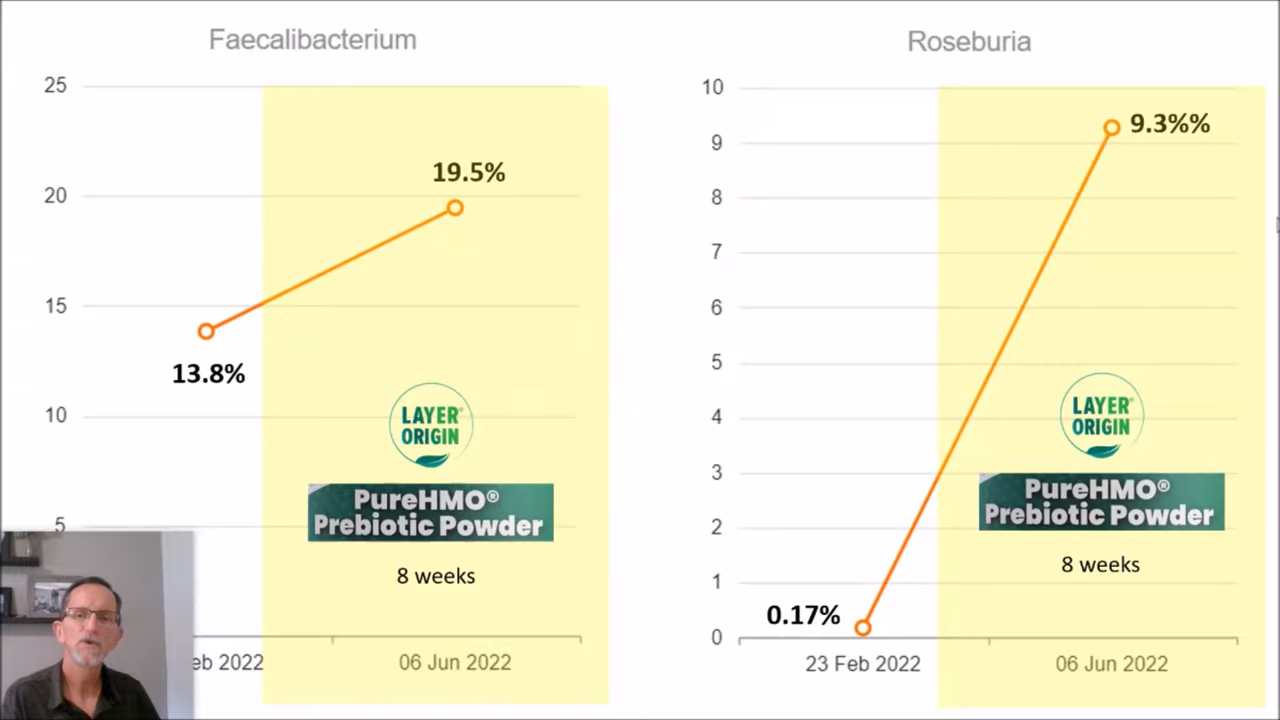 Faecalibacterium
25
20
15
10
5
19.5%
13.8%
LAYER®
ORIGIN
PureHMO®
Prebiotic Powder
8 weeks
eb 2022
06 Jun 2022
Roseburia
10
9
8
7
6
5
4
3
2
1
0
9.3%%
0.17%
LAYER®
ORIGIN
PureHMO®
Prebiotic Powder
8 weeks
23 Feb 2022
06 Jun 2022